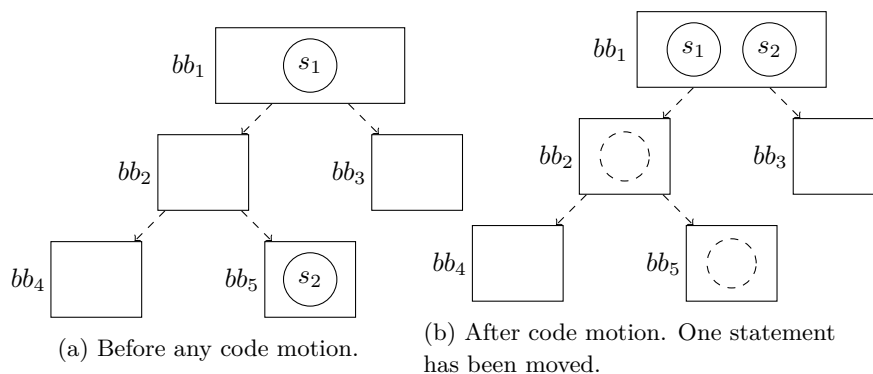 bb₁ s₁
bb₂ bb₃
bb₄ bb₅ s₂
(a) Before any code motion.
bb₁ s₁ s₂
bb₂ bb₃
bb₄ bb₅
(b) After code motion. One statement
has been moved.